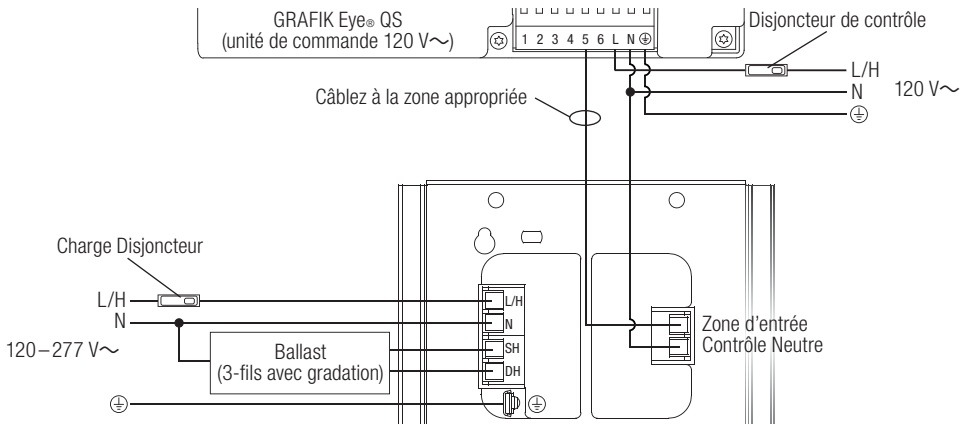 GRAFIK Eye® QS
(unité de commande 120 V~)
1 2 3 4 5 6 L N
Disjoncteur de contrôle
L/H
N
120 V~
Câblez à la zone appropriée
Charge Disjoncteur
L/H
N
120–277 V~
Ballast
(3-fils avec gradation)
L/H
N
SH
DH
Zone d'entrée
Contrôle Neutre